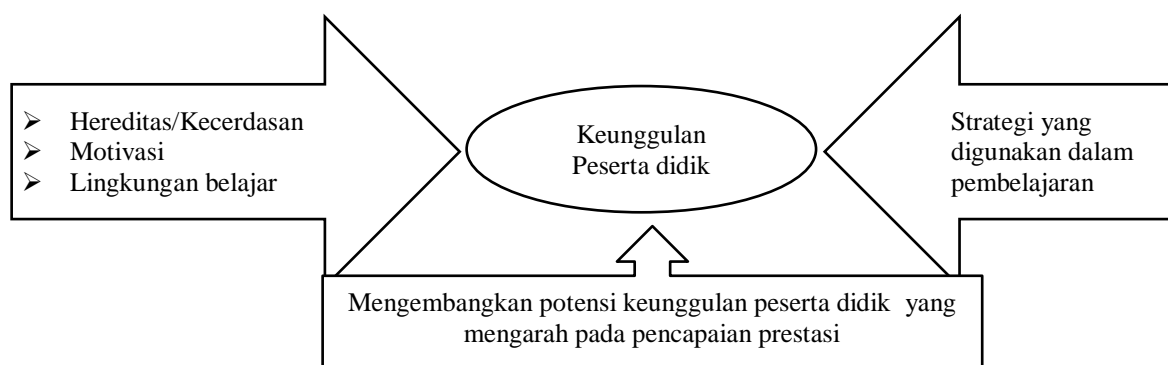 ➢ Hereditas/Kecerdasan
➢ Motivasi
➢ Lingkungan belajar
Keunggulan
Peserta didik
Strategi yang
digunakan dalam
pembelajaran
Mengembangkan potensi keunggulan peserta didik yang
mengarah pada pencapaian prestasi